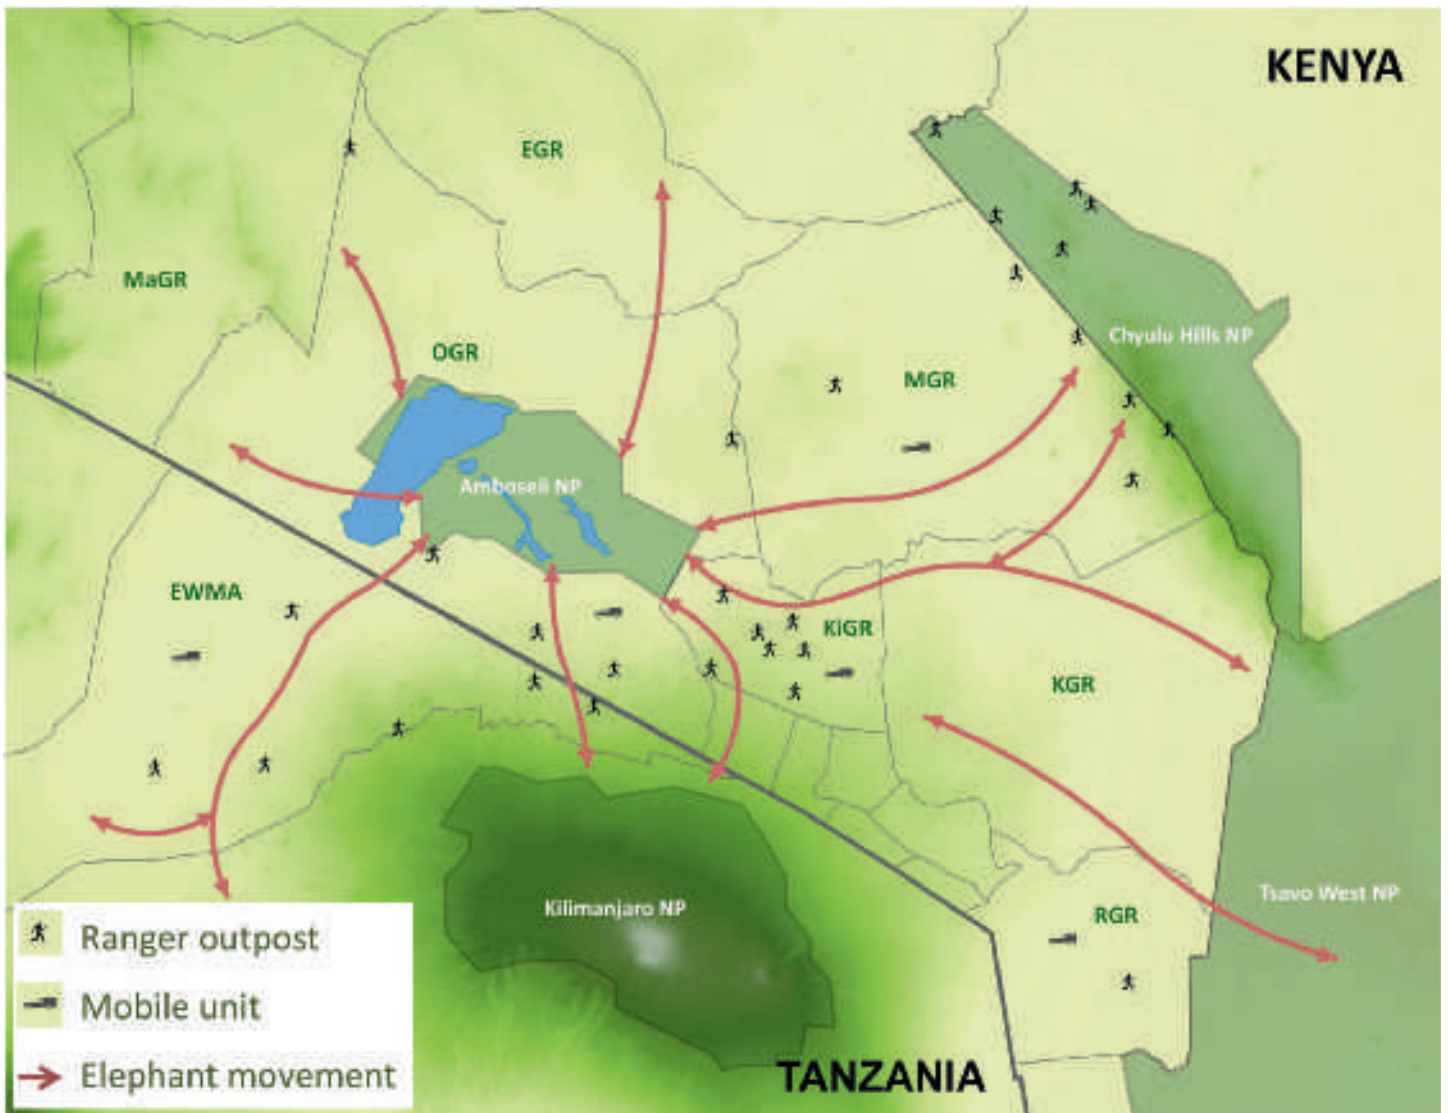 KENYA
EGR
MaGR
OGR
Chyulu Hills NP
MGR
Amboseli NP
EWMA
KiGR
KGR
Tsavo West NP
Kilimanjaro NP
RGR
Ranger outpost
Mobile unit
Elephant movement
TANZANIA